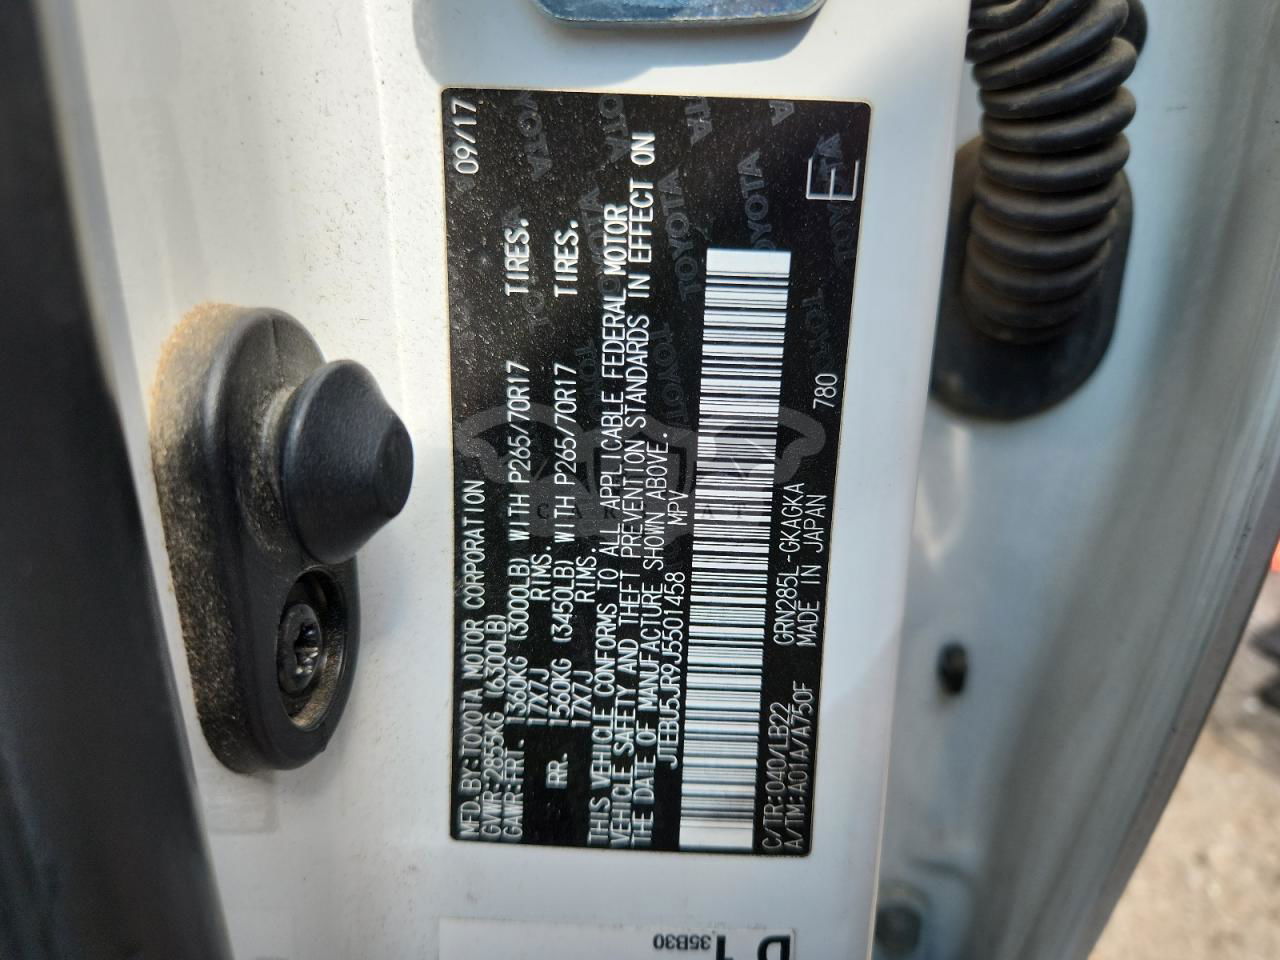 MFD. BY: TOYOTA MOTOR CORPORATION 09/17
GVWR: 2855KG (6300LB)
GAWR: FRT. 1360KG (3000LB) WITH P265/70R17 TIRES.
17X7J RIMS.
RR. 1560KG (3450LB) WITH P265/70R17 TIRES.
17X7J RIMS.
THIS VEHICLE CONFORMS TO ALL APPLICABLE FEDERAL MOTOR
VEHICLE SAFETY AND THEFT PREVENTION STANDARDS IN EFFECT ON
THE DATE OF MANUFACTURE SHOWN ABOVE.
JTEBU5JR9J5501458 MPV
C/TR: 040/LB22 GRN285L-GKAGKA 780
A/TM: A01A/A750F MADE IN JAPAN
35B30